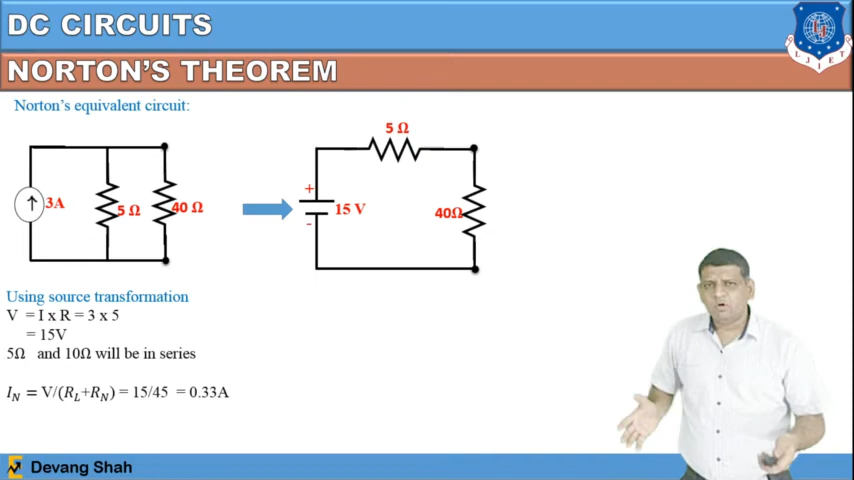 DC CIRCUITS
NORTON'S THEOREM
LJIET
Norton's equivalent circuit:
3A
5 Ω
40 Ω
5 Ω
+
15 V
-
40Ω
Using source transformation
V = I x R = 3 x 5
= 15V
5Ω and 10Ω will be in series
I_N = V/(R_L+R_N) = 15/45 = 0.33A
Devang Shah